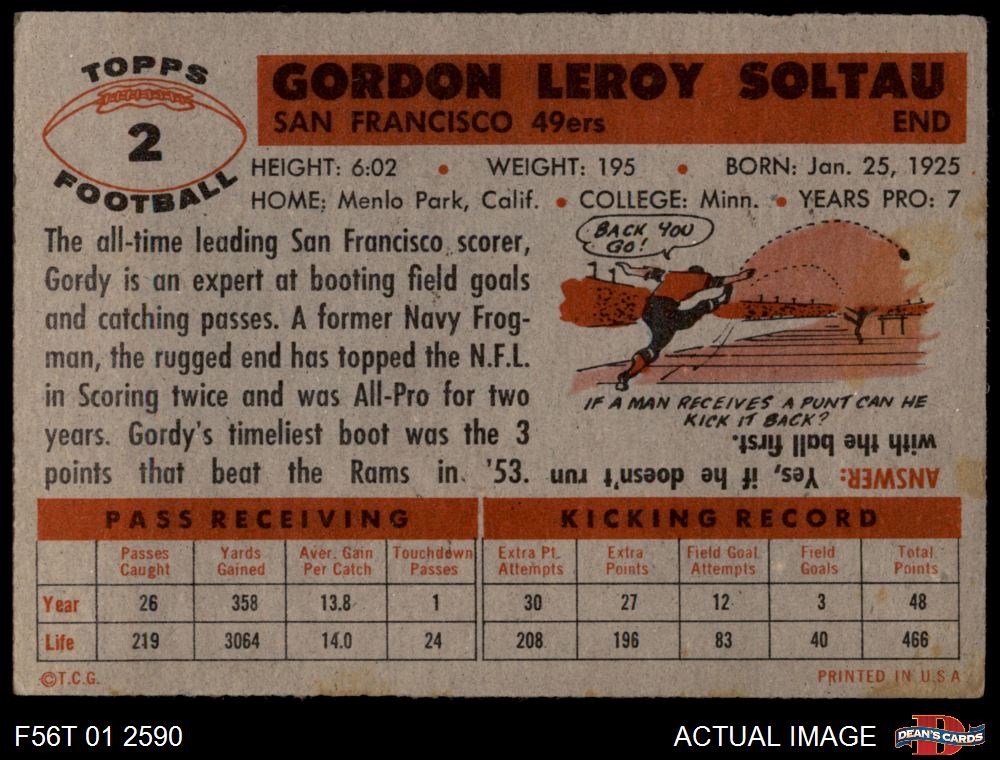 TOPPS
2
FOOTBALL
GORDON LEROY SOLTAU
SAN FRANCISCO 49ers END
HEIGHT: 6:02 • WEIGHT: 195 • BORN: Jan. 25, 1925
HOME: Menlo Park, Calif. • COLLEGE: Minn. • YEARS PRO: 7
The all-time leading San Francisco scorer,
Gordy is an expert at booting field goals
and catching passes. A former Navy Frog-
man, the rugged end has topped the N.F.L.
in Scoring twice and was All-Pro for two
years. Gordy's timeliest boot was the 3
points that beat the Rams in '53.
BACK YOU
GO!
IF A MAN RECEIVES A PUNT CAN HE
KICK IT BACK?
ANSWER: Yes, if he doesn't run
with the ball first.
PASS RECEIVING KICKING RECORD
Passes Caught Yards Gained Aver. Gain Per Catch Touchdown Passes Extra Pt. Attempts Extra Points Field Goal Attempts Field Goals Total Points
Year 26 358 13.8 1 30 27 12 3 48
Life 219 3064 14.0 24 208 196 83 40 466
©T.C.G. PRINTED IN U.S.A
F56T 01 2590 ACTUAL IMAGE DEAN'S CARDS